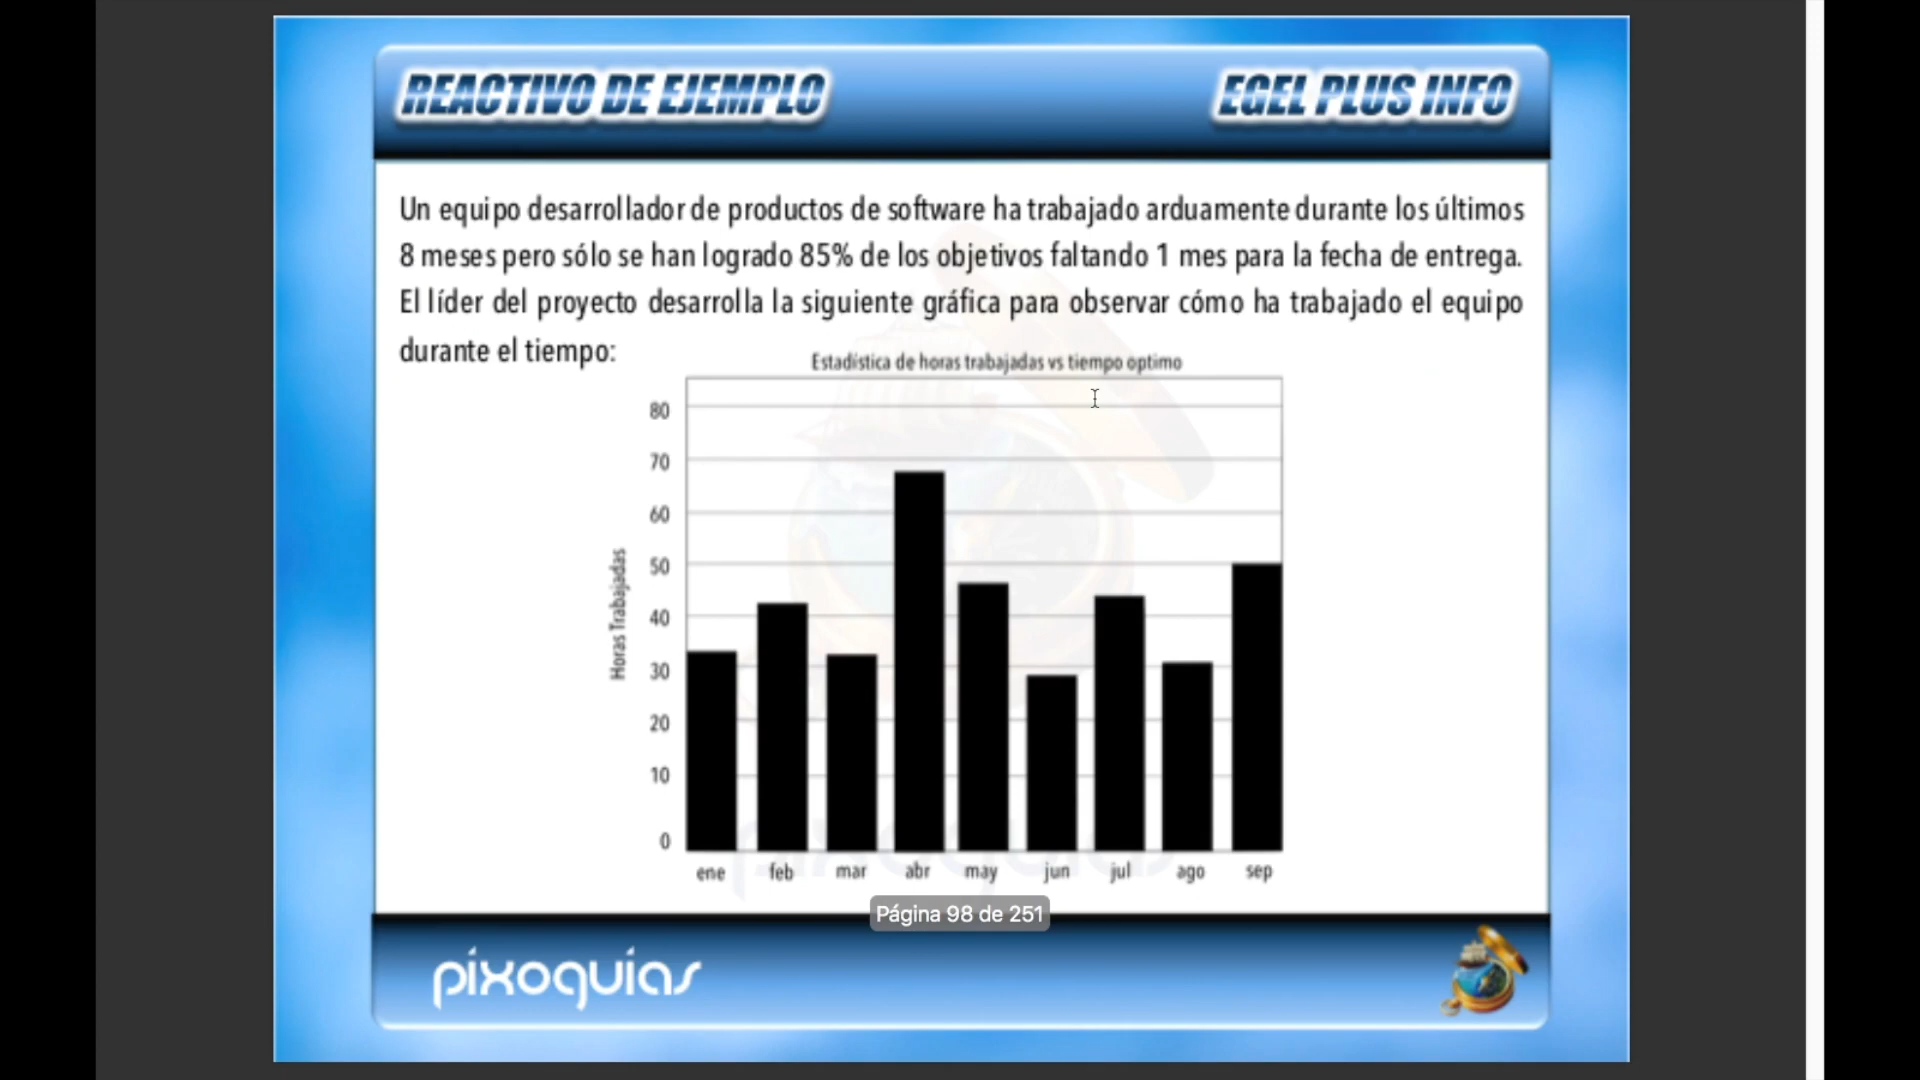 REACTIVO DE EJEMPLO
EGEL PLUS INFO
Un equipo desarrollador de productos de software ha trabajado arduamente durante los últimos
8 meses pero sólo se han logrado 85% de los objetivos faltando 1 mes para la fecha de entrega.
El líder del proyecto desarrolla la siguiente gráfica para observar cómo ha trabajado el equipo
durante el tiempo:
Estadística de horas trabajadas vs tiempo optimo
Horas Trabajadas
80
70
60
50
40
30
20
10
0
ene feb mar abr may jun jul ago sep
Página 98 de 251
pixoguias